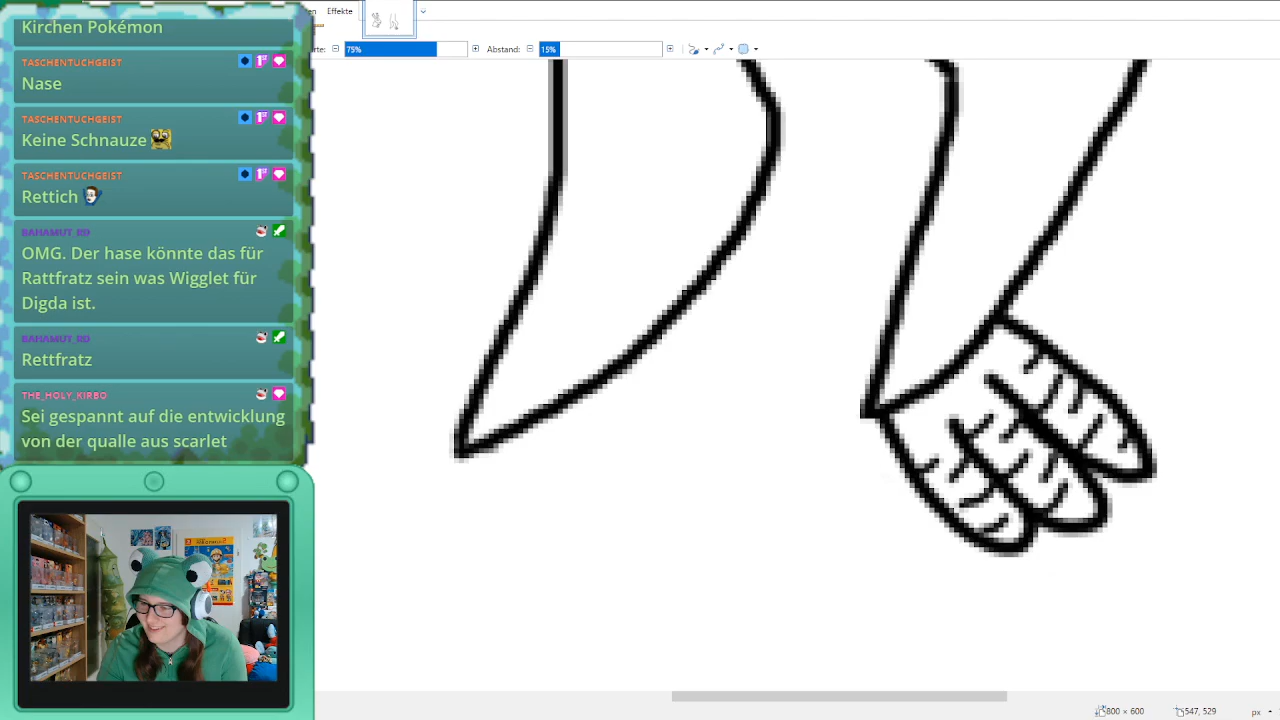 Kirchen Pokémon
TASCHENTUCHGEIST
Nase
TASCHENTUCHGEIST
Keine Schnauze
TASCHENTUCHGEIST
Rettich
BAHAMUT_RD
OMG. Der hase könnte das für
Rattfratz sein was Wigglet für
Digda ist.
BAHAMUT_RD
Rettfratz
THE_HOLY_KIRBO
Sei gespannt auf die entwicklung
von der qualle aus scarlet
Effekte
75%
Abstand:
15%
800 × 600
547, 529
px